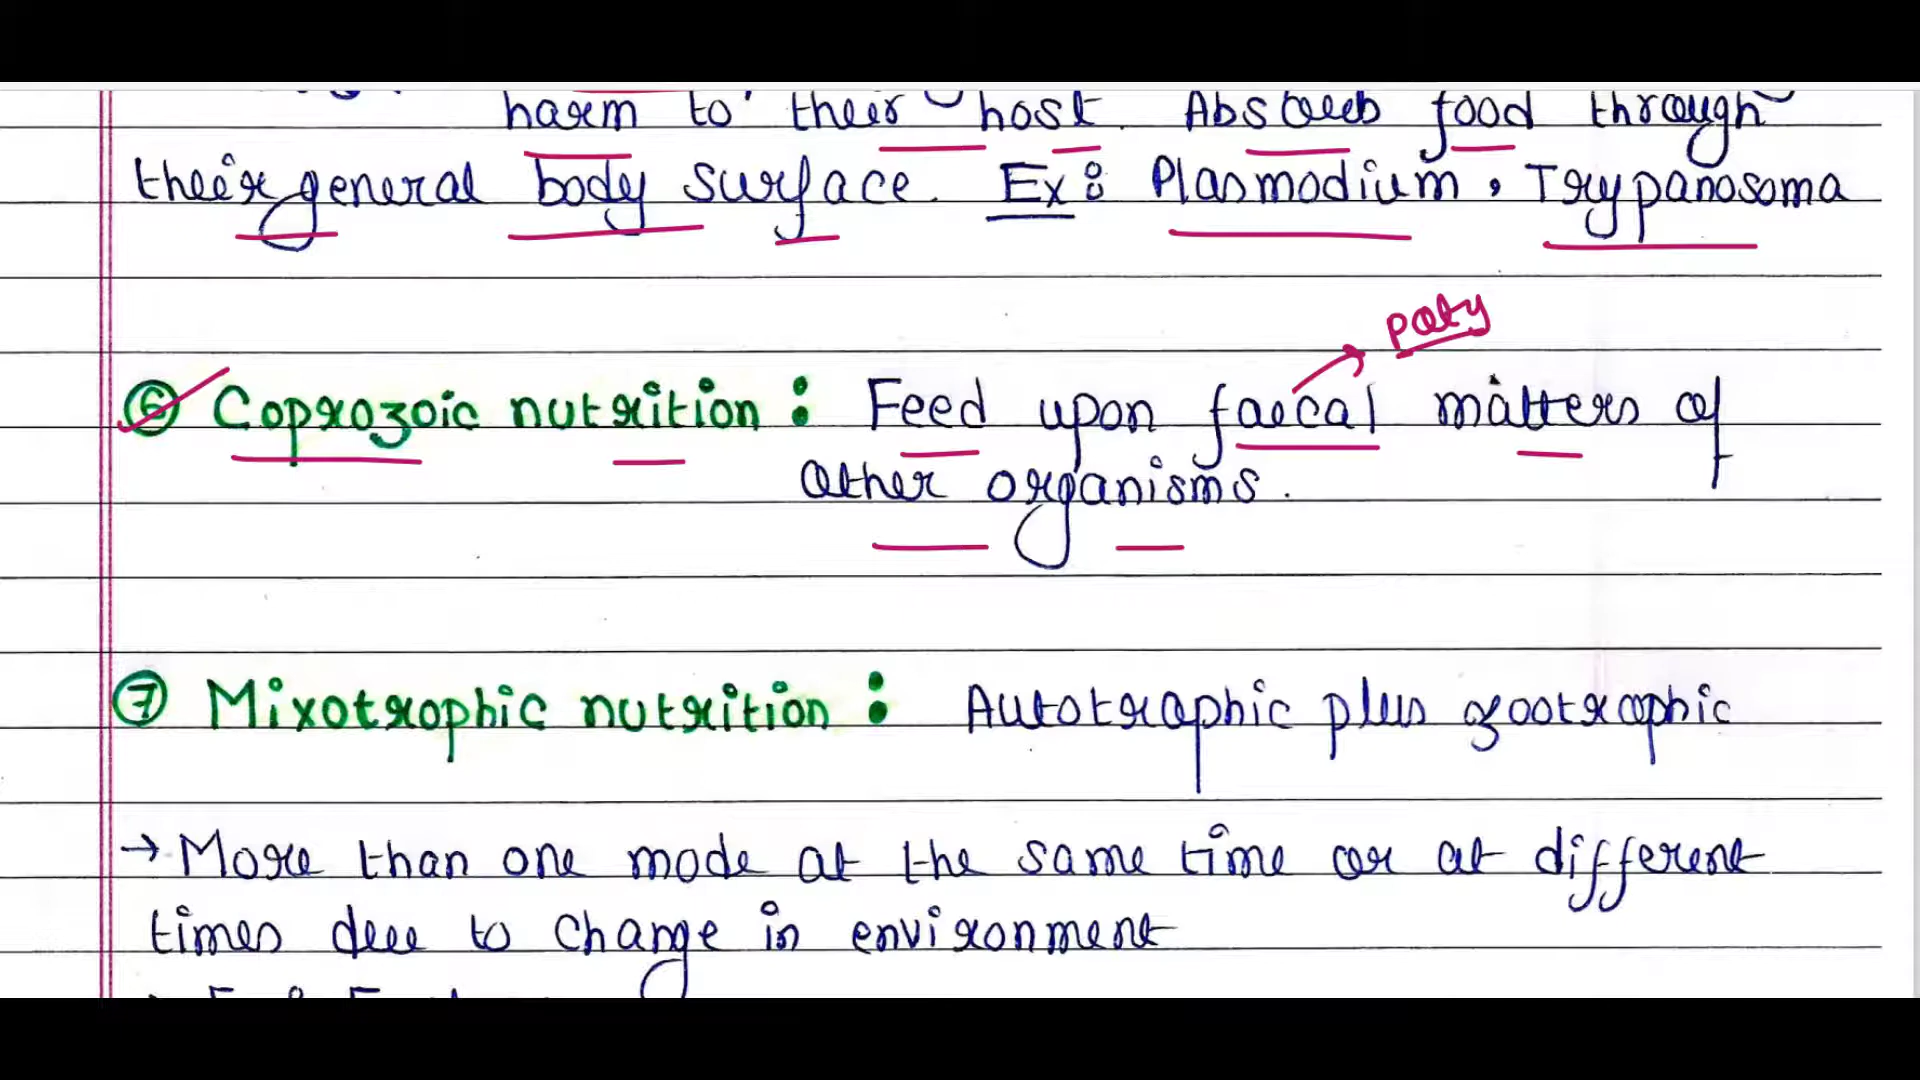 harm to their host. Absorb food through
their general body surface. Ex: Plasmodium, Trypanosoma
poty
⑥ Coprozoic nutrition: Feed upon faecal matters of
other organisms.
⑦ Mixotrophic nutrition: Autotrophic plus zootrophic
→ More than one mode at the same time or at different
times due to change in environment